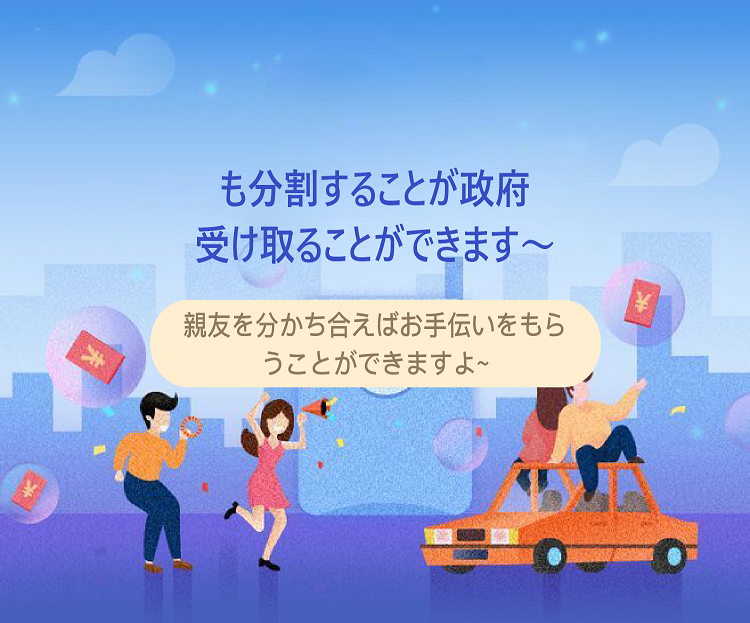 も分割することが政府
受け取ることができます～
親友を分かち合えばお手伝いをもら
うことができますよ~